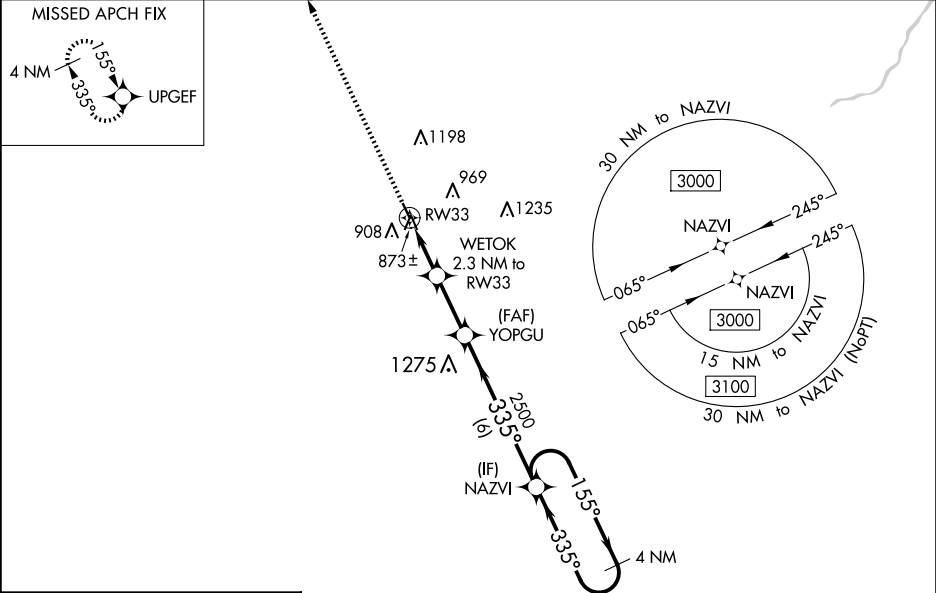 MISSED APCH FIX
4 NM
155°
335°
UPGEF
1198
969
1235
RW33
908
873±
WETOK
2.3 NM to
RW33
(FAF)
YOPGU
1275
2500
335°
(6)
(IF)
NAZVI
155°
335°
4 NM
30 NM to NAZVI
3000
NAZVI
245°
065°
245°
NAZVI
065°
3000
15 NM to NAZVI
3100
30 NM to NAZVI (NoPT)